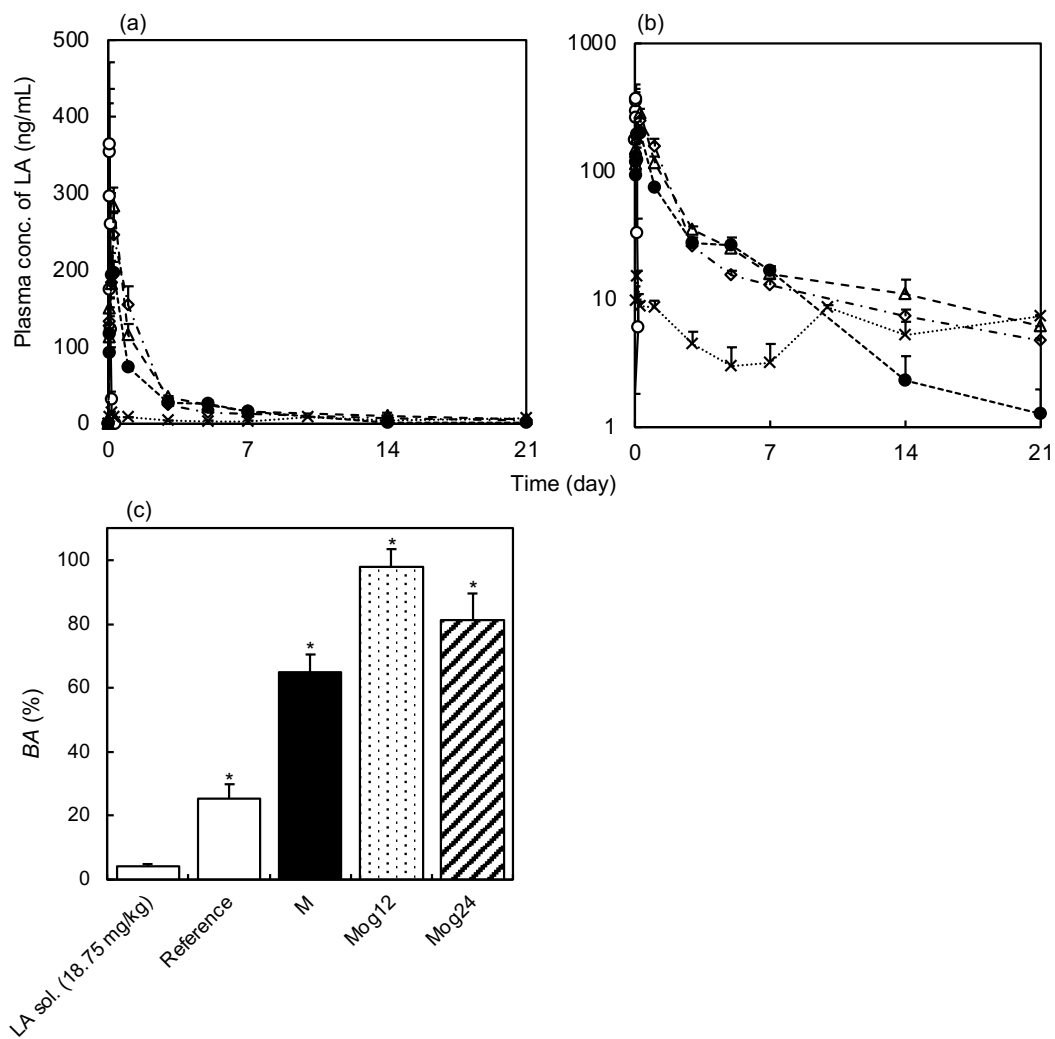 (a)
(b)
Plasma conc. of LA (ng/mL)
500
400
300
200
100
0
0 7 14 21
1000
100
10
1
0 7 14 21
Time (day)
(c)
BA (%)
100
80
60
40
20
0
* * * *
LA sol. (18.75 mg/kg)
Reference
M
Mog12
Mog24